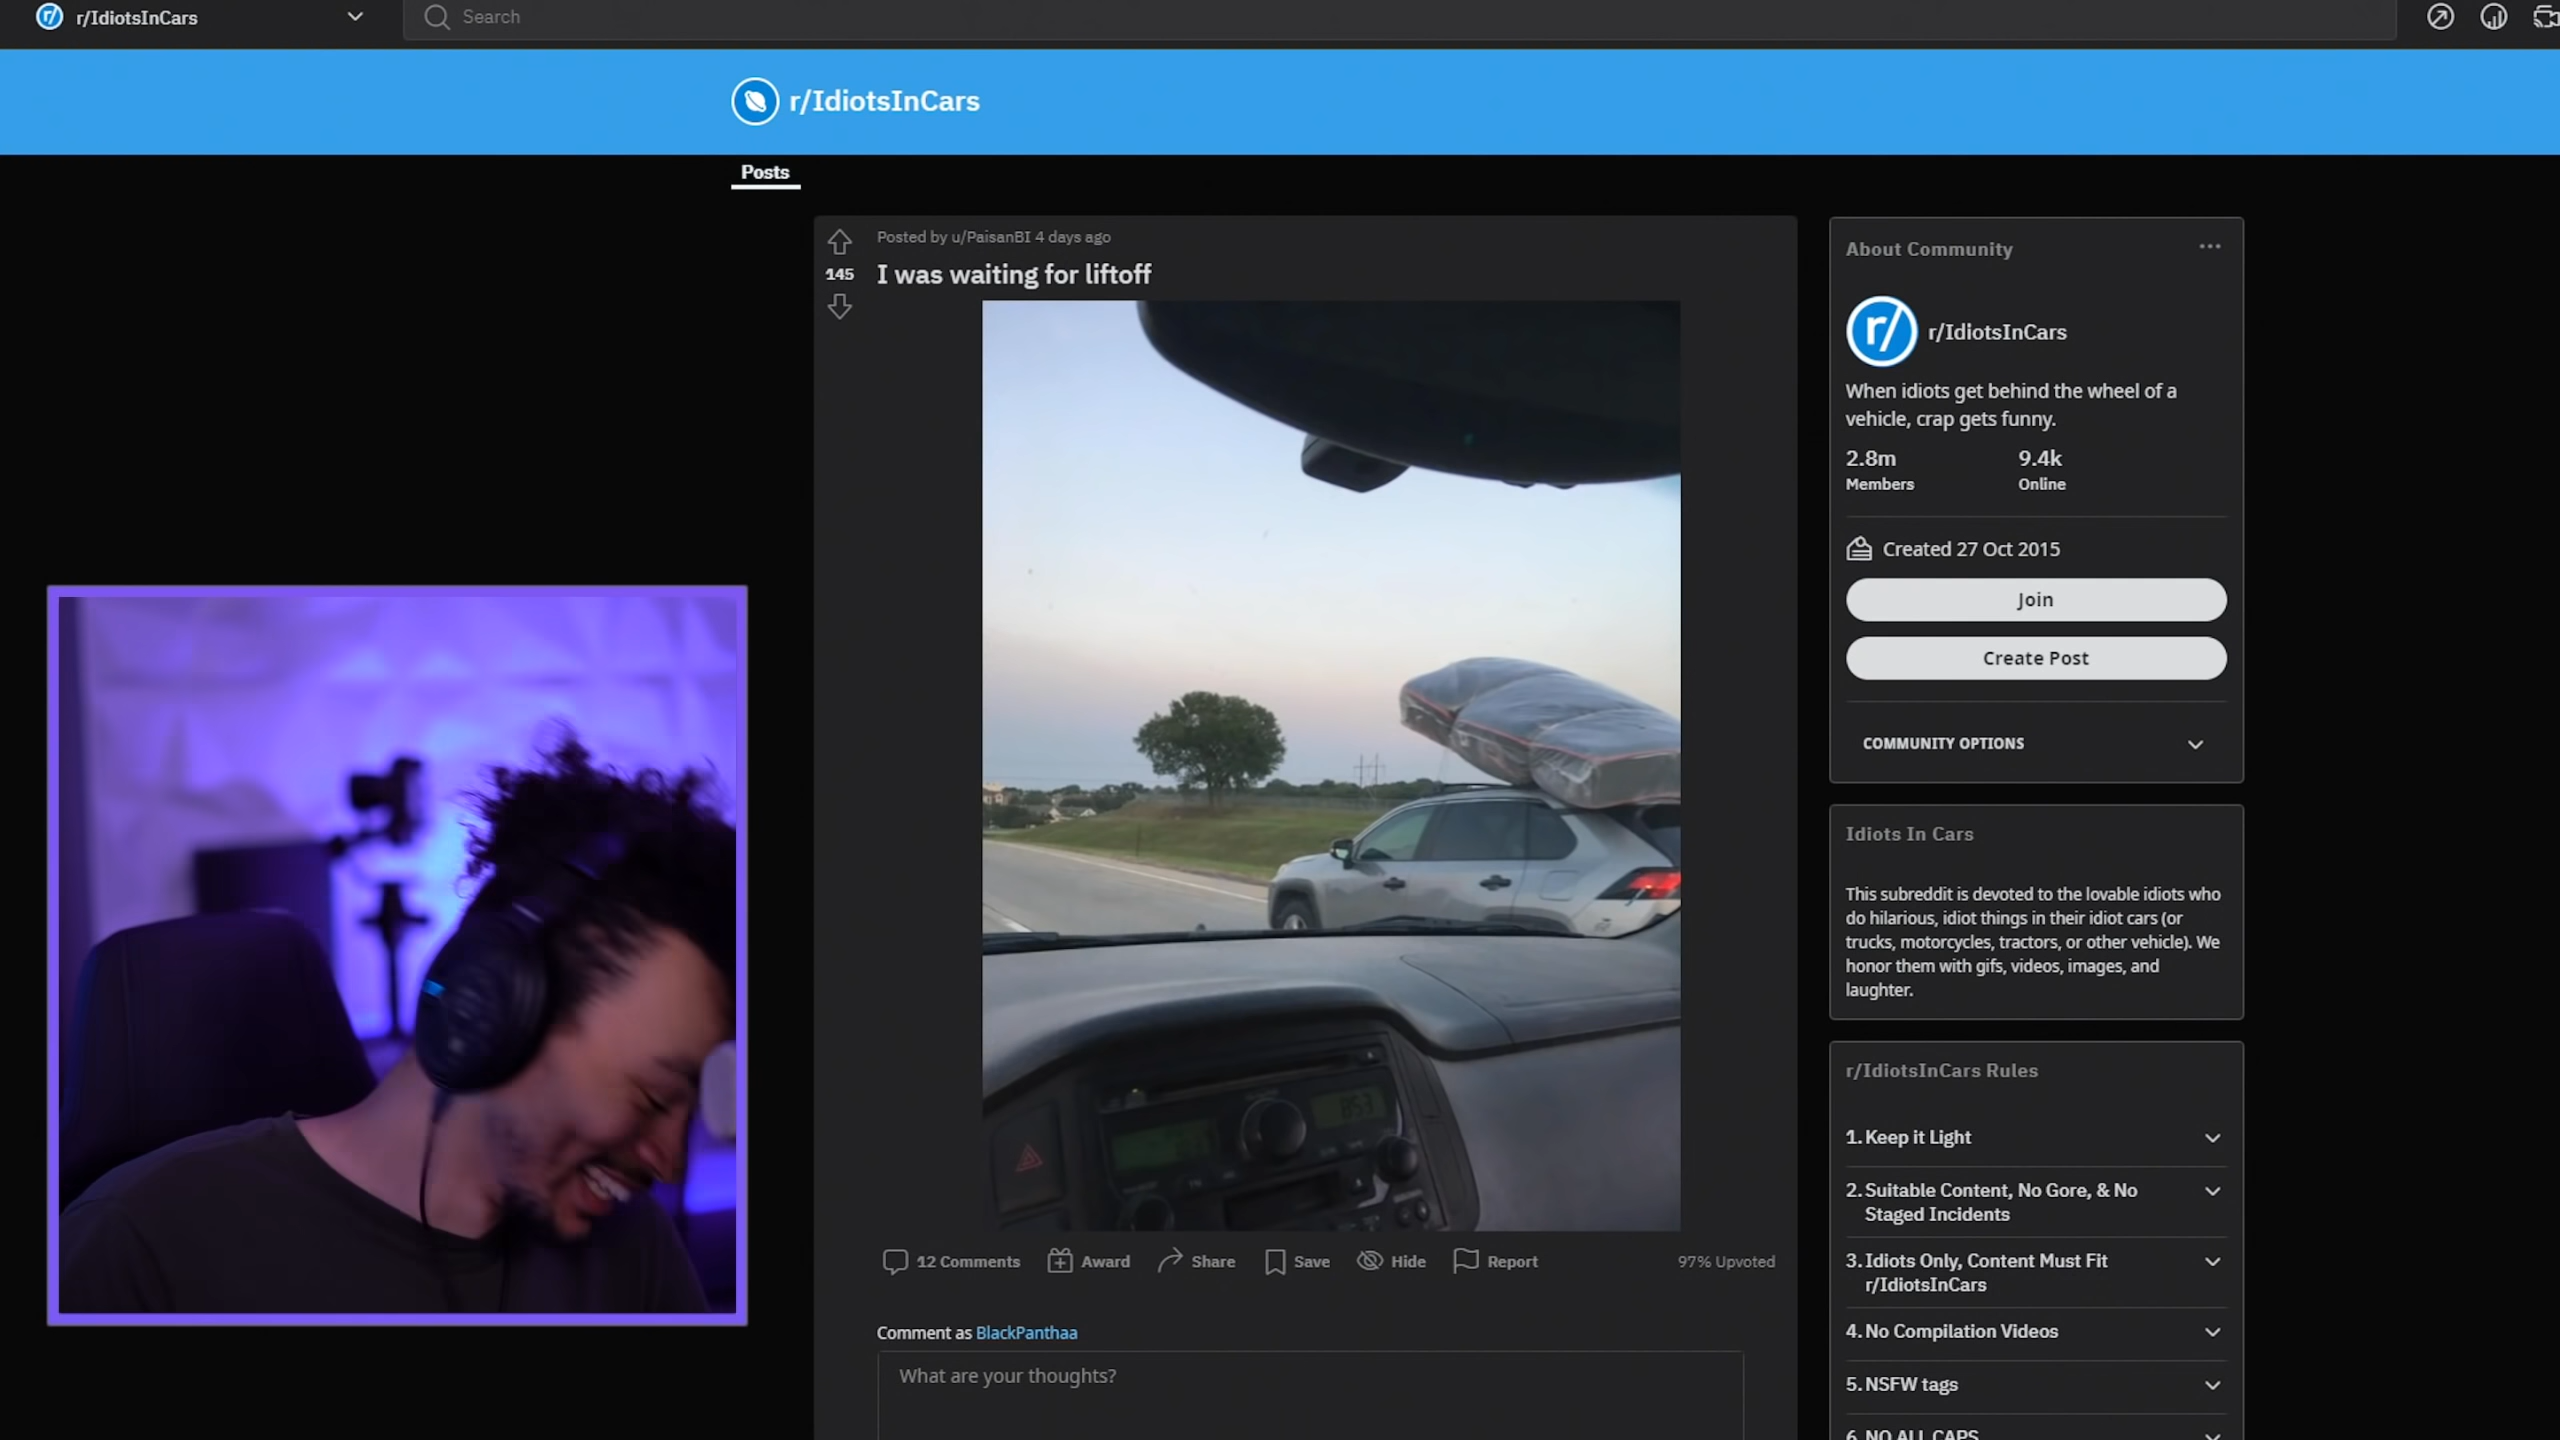 r/IdiotsInCars
Search
r/IdiotsInCars
Posts
Posted by u/PaisanBI 4 days ago
145
I was waiting for liftoff
853
12 Comments
Award
Share
Save
Hide
Report
97% Upvoted
Comment as BlackPanthaa
What are your thoughts?
About Community
r/
r/IdiotsInCars
When idiots get behind the wheel of a
vehicle, crap gets funny.
2.8m
9.4k
Members
Online
Created 27 Oct 2015
Join
Create Post
COMMUNITY OPTIONS
Idiots In Cars
This subreddit is devoted to the lovable idiots who
do hilarious, idiot things in their idiot cars (or
trucks, motorcycles, tractors, or other vehicle). We
honor them with gifs, videos, images, and
laughter.
r/IdiotsInCars Rules
1. Keep it Light
2. Suitable Content, No Gore, & No
Staged Incidents
3. Idiots Only, Content Must Fit
r/IdiotsInCars
4. No Compilation Videos
5. NSFW tags
6. NO ALL CAPS